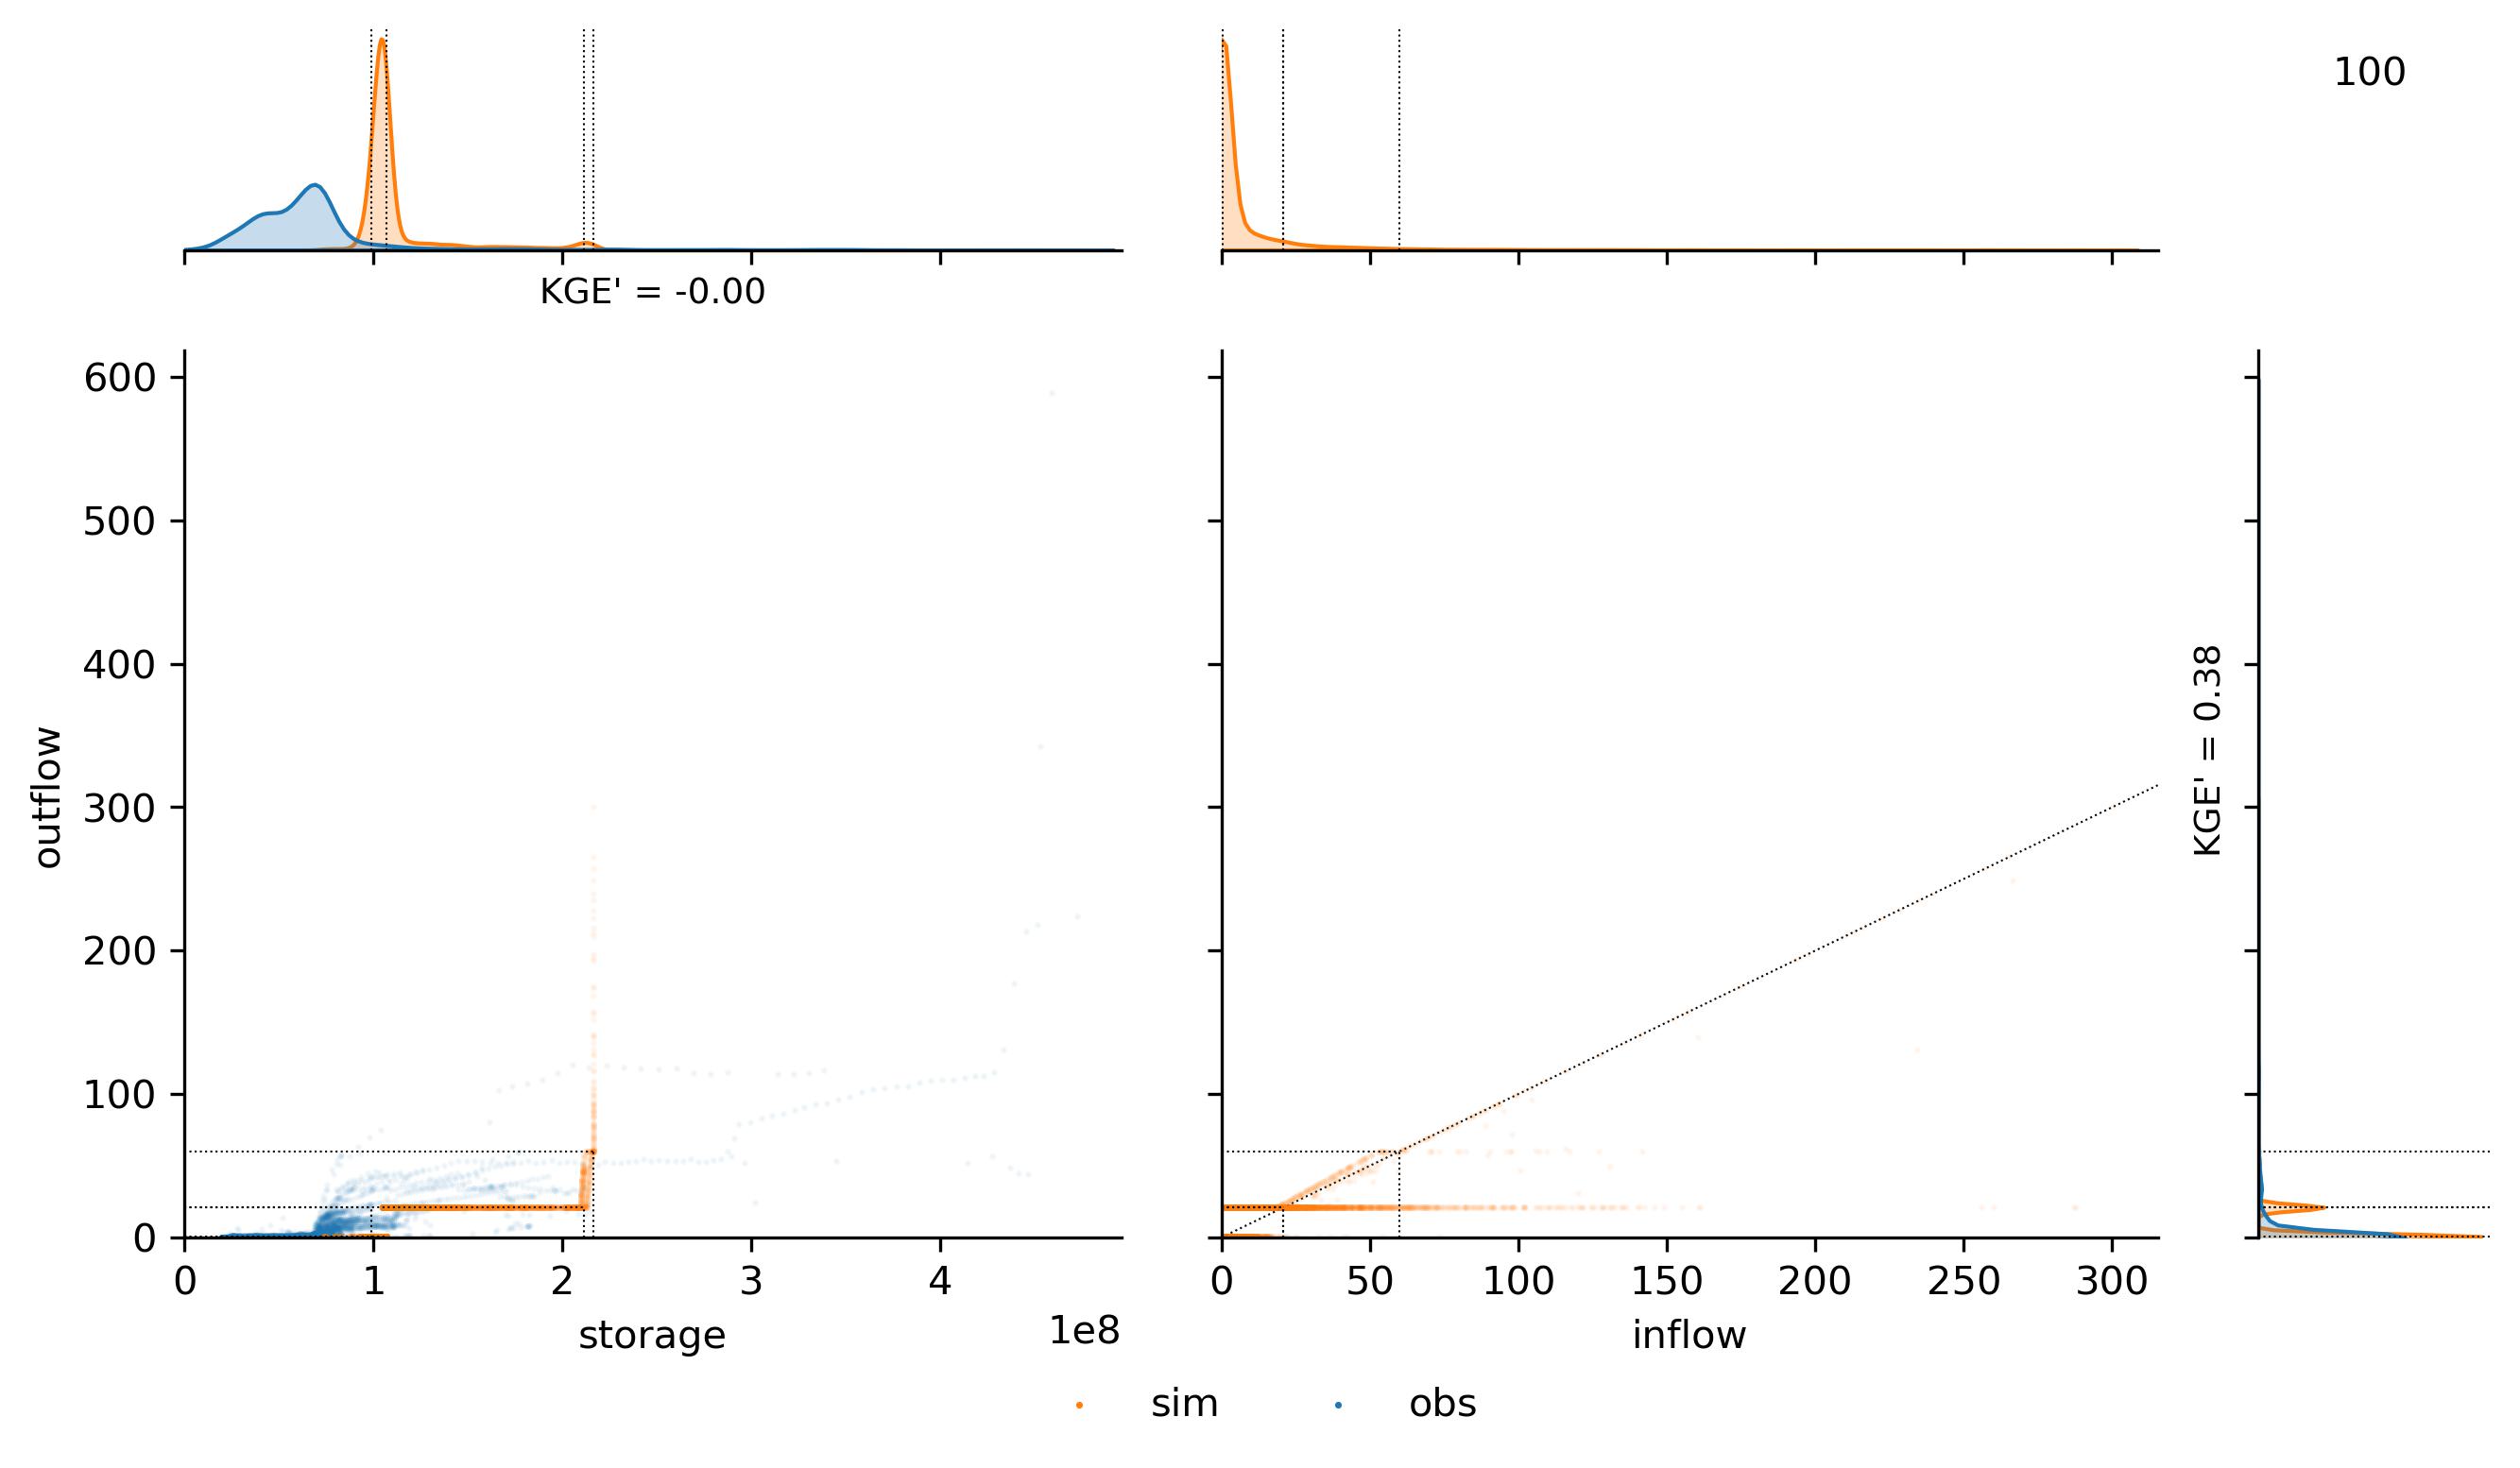 100
KGE' = -0.00
600
500
400
300
200
100
0
outflow
0 1 2 3 4
storage
1e8
KGE' = 0.38
0 50 100 150 200 250 300
inflow
sim obs